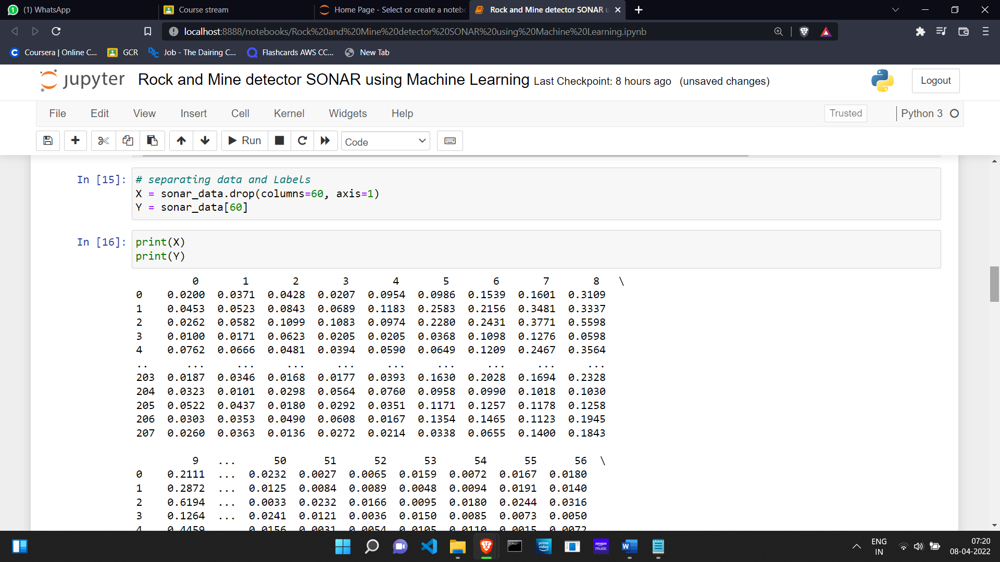 (1) WhatsApp
Course stream
Home Page - Select or create a noteb
Rock and Mine detector SONAR u
localhost:8888/notebooks/Rock%20and%20Mine%20detector%20SONAR%20using%20Machine%20Learning.ipynb
Coursera | Online C...
GCR
Job - The Dairing C...
Flashcards AWS CC...
New Tab
jupyter Rock and Mine detector SONAR using Machine Learning Last Checkpoint: 8 hours ago (unsaved changes)
Logout
File Edit View Insert Cell Kernel Widgets Help
Trusted
Python 3
Run
Code
In [15]: # separating data and Labels
X = sonar_data.drop(columns=60, axis=1)
Y = sonar_data[60]
In [16]: print(X)
print(Y)
0 1 2 3 4 5 6 7 8 \
0 0.0200 0.0371 0.0428 0.0207 0.0954 0.0986 0.1539 0.1601 0.3109
1 0.0453 0.0523 0.0843 0.0689 0.1183 0.2583 0.2156 0.3481 0.3337
2 0.0262 0.0582 0.1099 0.1083 0.0974 0.2280 0.2431 0.3771 0.5598
3 0.0100 0.0171 0.0623 0.0205 0.0205 0.0368 0.1098 0.1276 0.0598
4 0.0762 0.0666 0.0481 0.0394 0.0590 0.0649 0.1209 0.2467 0.3564
.. ... ... ... ... ... ... ... ... ...
203 0.0187 0.0346 0.0168 0.0177 0.0393 0.1630 0.2028 0.1694 0.2328
204 0.0323 0.0101 0.0298 0.0564 0.0760 0.0958 0.0990 0.1018 0.1030
205 0.0522 0.0437 0.0180 0.0292 0.0351 0.1171 0.1257 0.1178 0.1258
206 0.0303 0.0353 0.0490 0.0608 0.0167 0.1354 0.1465 0.1123 0.1945
207 0.0260 0.0363 0.0136 0.0272 0.0214 0.0338 0.0655 0.1400 0.1843
9 ... 50 51 52 53 54 55 56 \
0 0.2111 ... 0.0232 0.0027 0.0065 0.0159 0.0072 0.0167 0.0180
1 0.2872 ... 0.0125 0.0084 0.0089 0.0048 0.0094 0.0191 0.0140
2 0.6194 ... 0.0033 0.0232 0.0166 0.0095 0.0180 0.0244 0.0316
3 0.1264 ... 0.0241 0.0121 0.0036 0.0150 0.0085 0.0073 0.0050
4 0.4459 ... 0.0156 0.0031 0.0054 0.0105 0.0110 0.0015 0.0072
prime video
amazon music
ENG
IN
07:20
08-04-2022